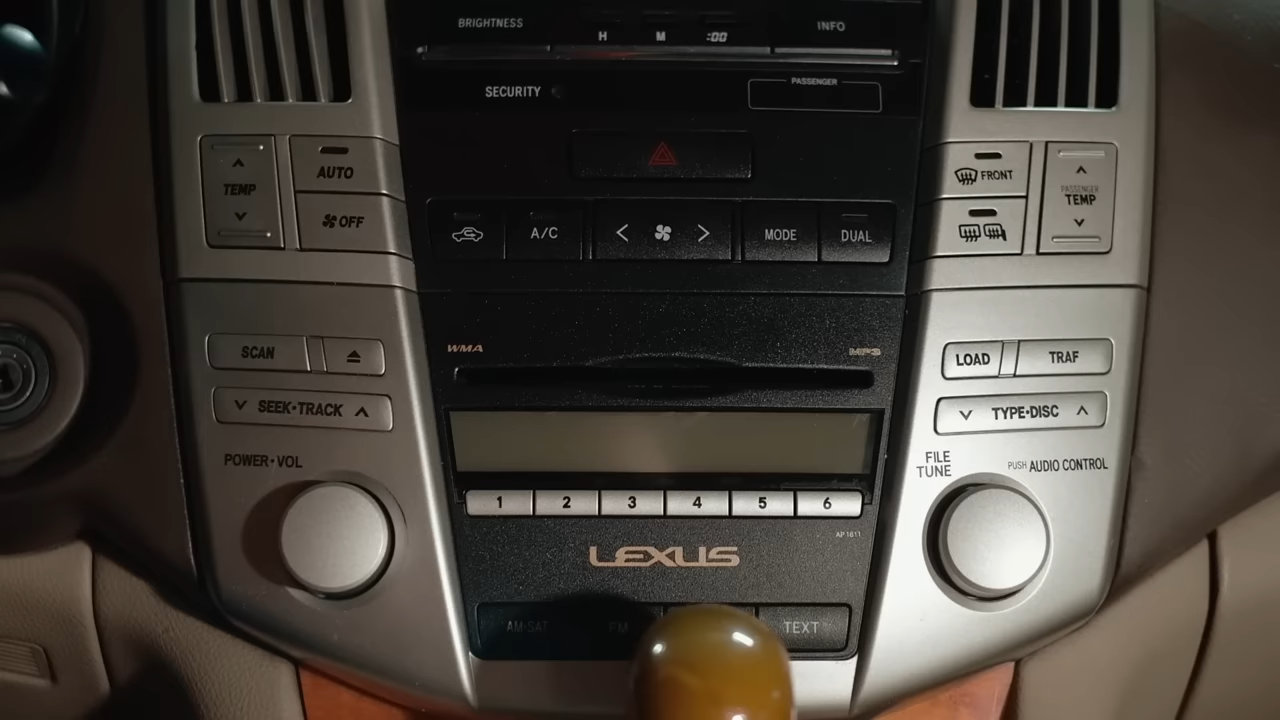 BRIGHTNESS
H M :00
INFO
SECURITY
PASSENGER
TEMP
AUTO
OFF
A/C
MODE
DUAL
FRONT
PASSENGER
TEMP
SCAN
SEEK•TRACK
POWER•VOL
WMA
MP3
LOAD
TRAF
TYPE•DISC
FILE
TUNE
PUSH AUDIO CONTROL
1 2 3 4 5 6
AP1811
LEXUS
AM•SAT
FM
TEXT